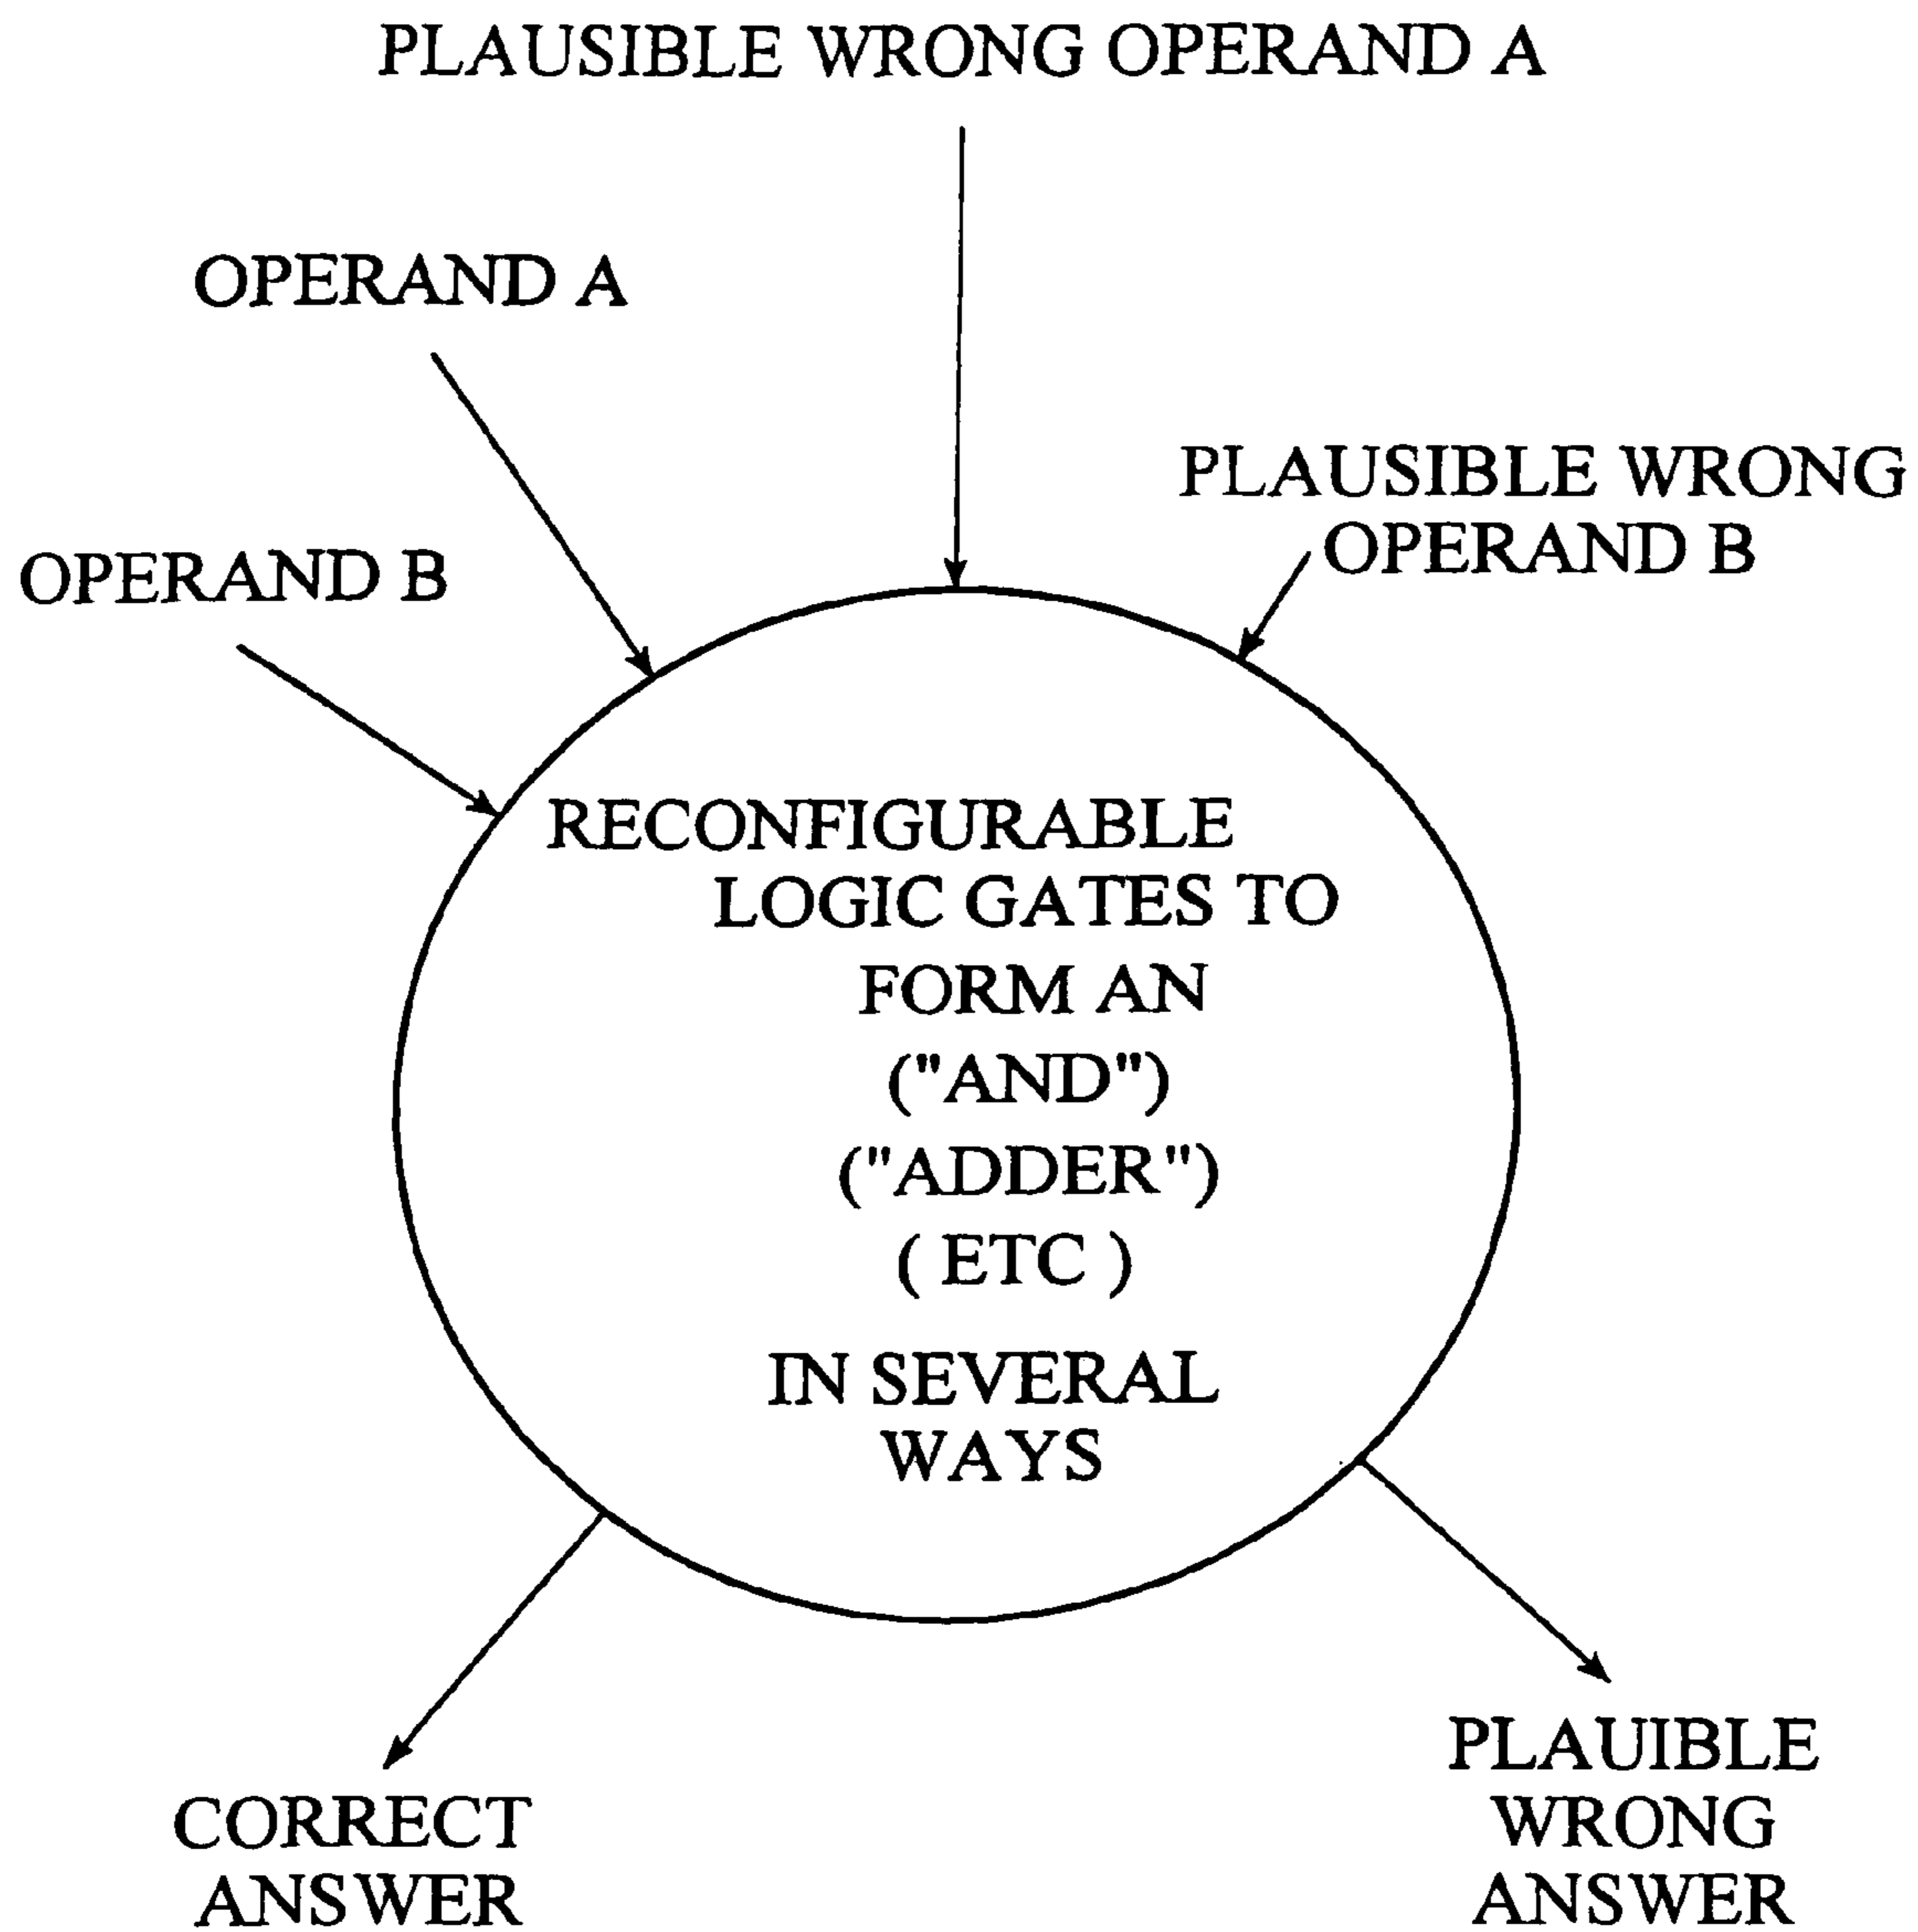 PLAUSIBLE WRONG OPERAND A
OPERAND A
PLAUSIBLE WRONG
OPERAND B
OPERAND B
RECONFIGURABLE
LOGIC GATES TO
FORM AN
("AND")
("ADDER")
( ETC )
IN SEVERAL
WAYS
CORRECT
ANSWER
PLAUIBLE
WRONG
ANSWER